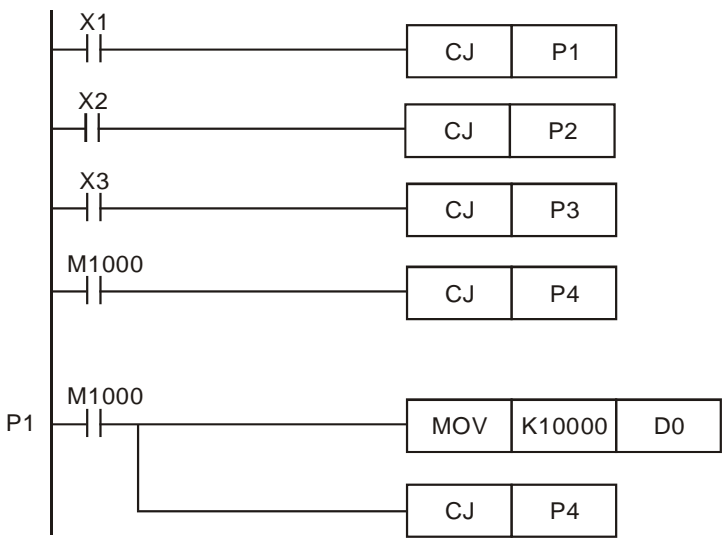 X1
CJ P1
X2
CJ P2
X3
CJ P3
M1000
CJ P4
M1000
P1 MOV K10000 D0
CJ P4